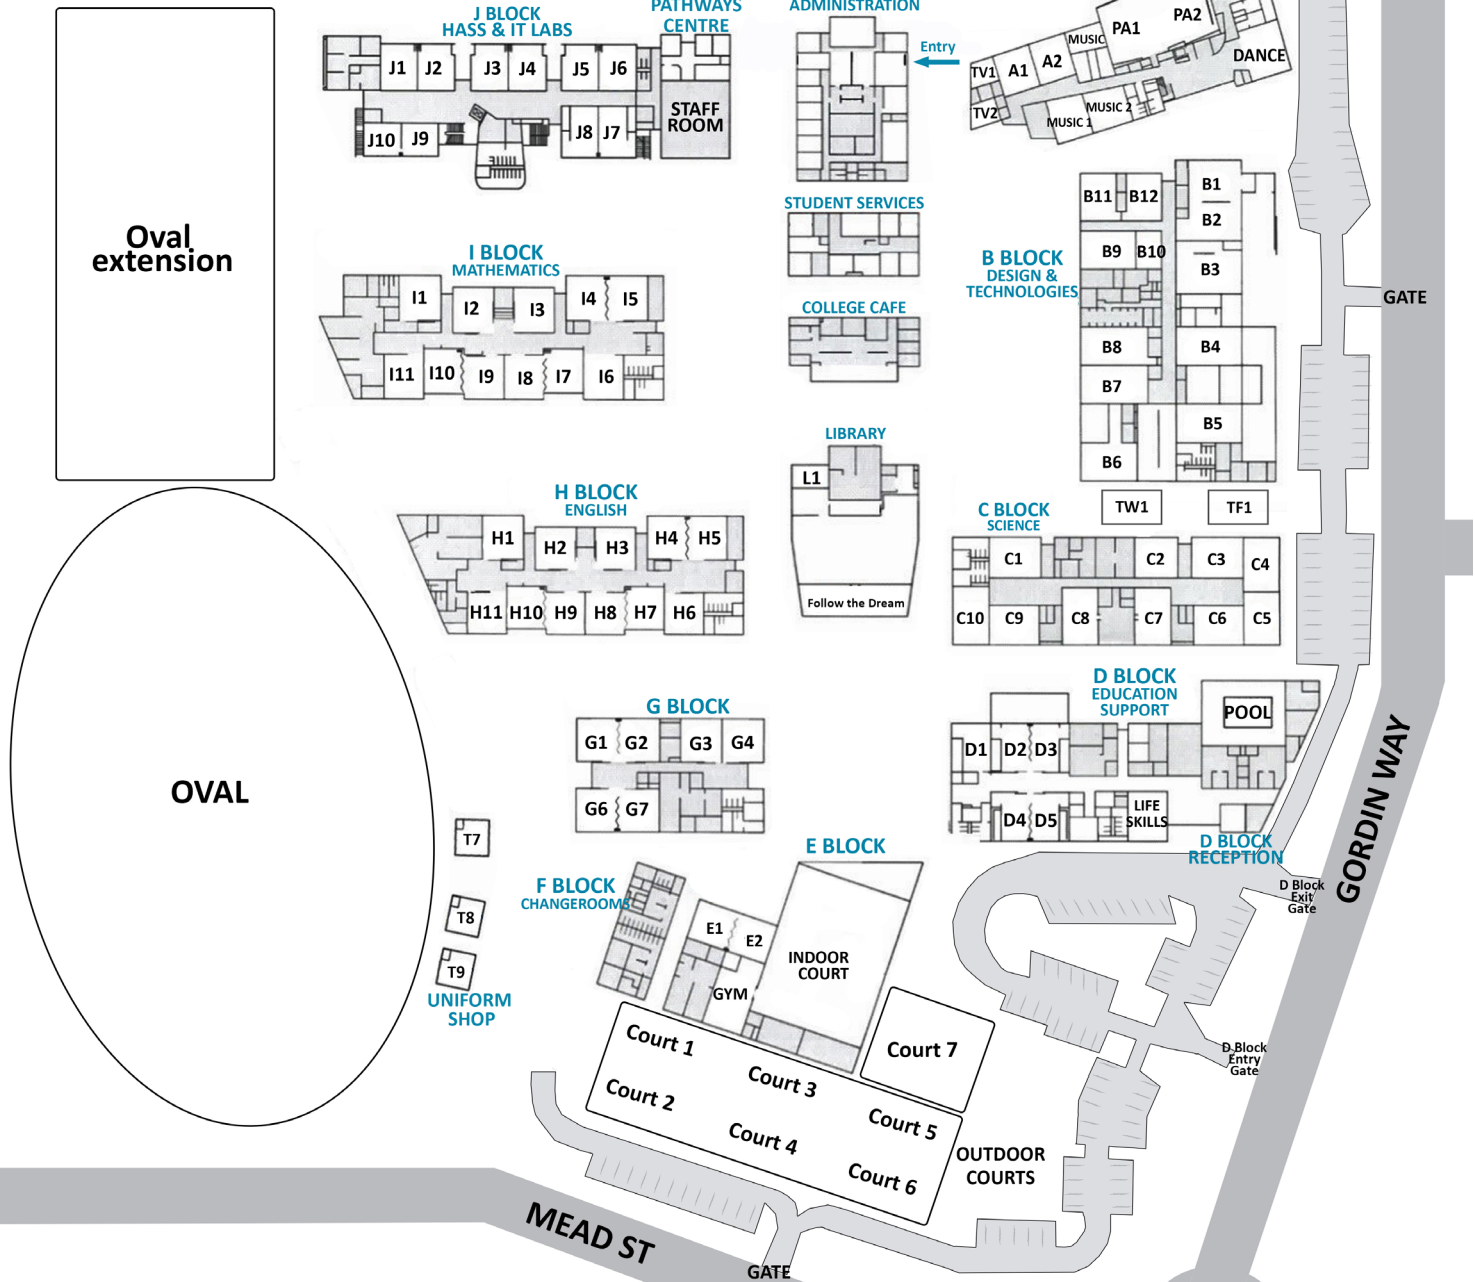 J BLOCK
HASS & IT LABS
PATHWAYS
CENTRE
ADMINISTRATION
Entry
J1
J2
J3
J4
J5
J6
STAFF
ROOM
J10
J9
J8
J7
TV1
A1
A2
MUSIC
PA1
PA2
DANCE
TV2
MUSIC 1
MUSIC 2
Oval
extension
STUDENT SERVICES
I BLOCK
MATHEMATICS
I1
I2
I3
I4
I5
I11
I10
I9
I8
I7
I6
COLLEGE CAFE
B BLOCK
DESIGN &
TECHNOLOGIES
B11
B12
B1
B2
B9
B10
B3
B8
B4
B7
B5
B6
GATE
TW1
TF1
LIBRARY
L1
Follow the Dream
H BLOCK
ENGLISH
H1
H2
H3
H4
H5
H11
H10
H9
H8
H7
H6
C BLOCK
SCIENCE
C1
C2
C3
C4
C10
C9
C8
C7
C6
C5
D BLOCK
EDUCATION
SUPPORT
POOL
D1
D2
D3
D4
D5
LIFE
SKILLS
D BLOCK
RECEPTION
G BLOCK
G1
G2
G3
G4
G6
G7
OVAL
T7
T8
T9
UNIFORM
SHOP
F BLOCK
CHANGEROOMS
E BLOCK
E1
E2
GYM
INDOOR
COURT
Court 1
Court 2
Court 3
Court 4
Court 5
Court 6
Court 7
OUTDOOR
COURTS
D Block
Exit
Gate
D Block
Entry
Gate
GORDIN WAY
MEAD ST
GATE